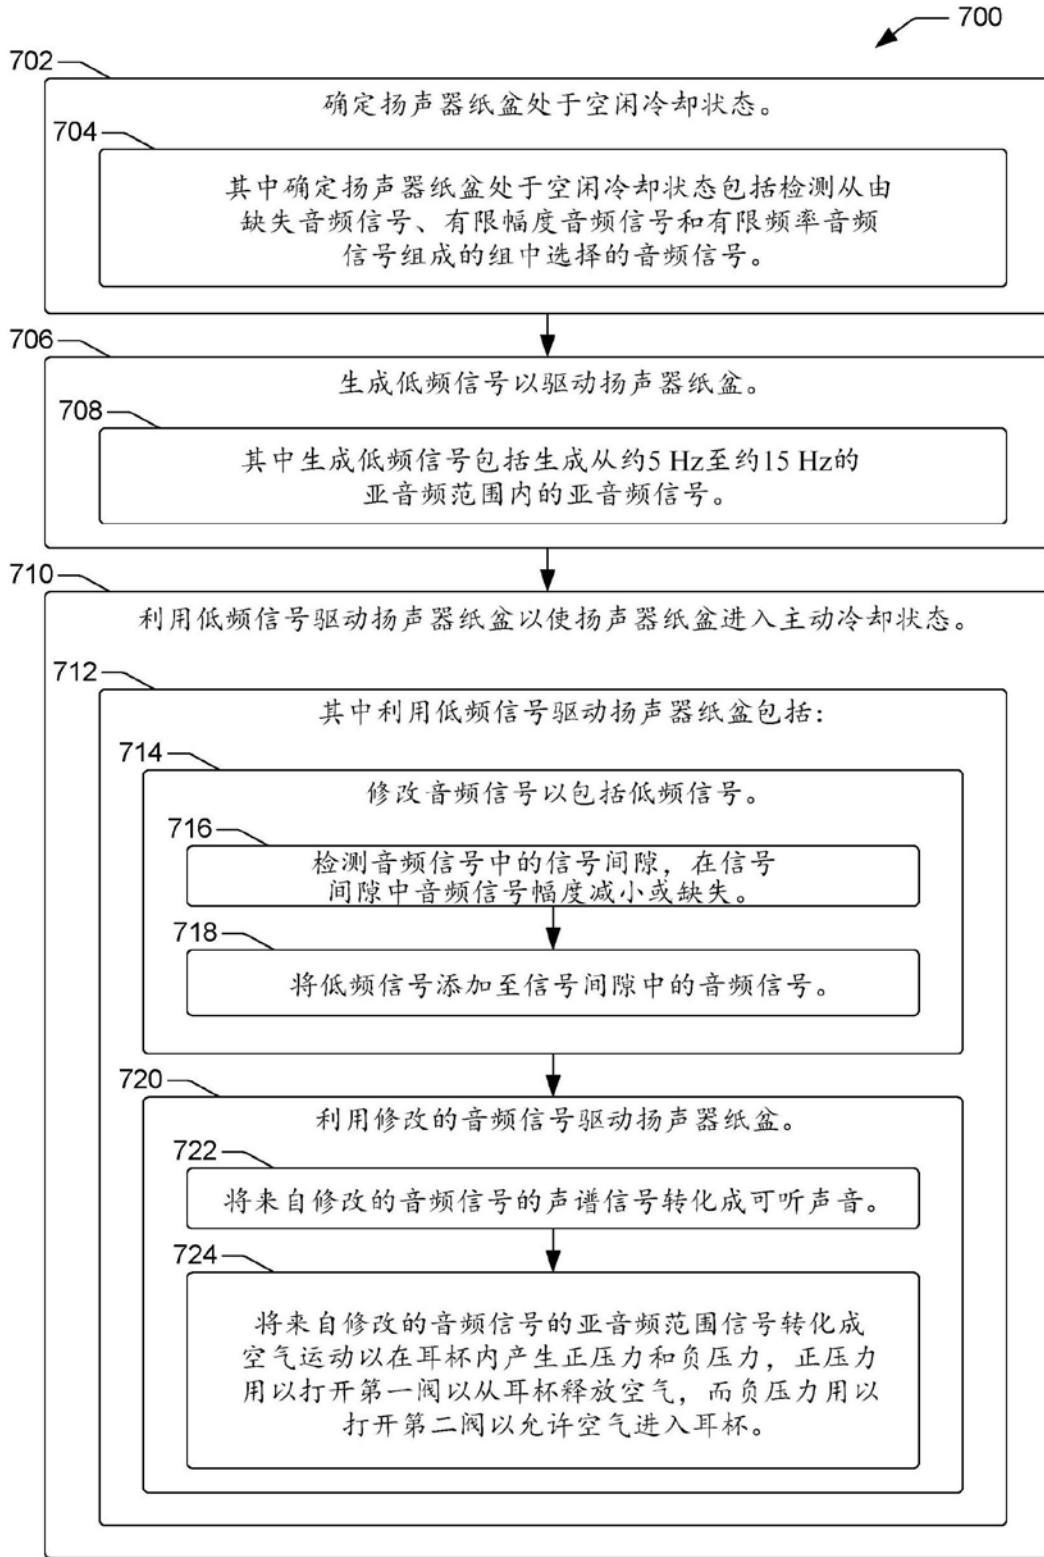 700
702
确定扬声器纸盆处于空闲冷却状态。
704
其中确定扬声器纸盆处于空闲冷却状态包括检测从由
缺失音频信号、有限幅度音频信号和有限频率音频
信号组成的组中选择的音频信号。
706
生成低频信号以驱动扬声器纸盆。
708
其中生成低频信号包括生成从约5 Hz至约15 Hz的
亚音频范围内的亚音频信号。
710
利用低频信号驱动扬声器纸盆以使扬声器纸盆进入主动冷却状态。
712
其中利用低频信号驱动扬声器纸盆包括：
714
修改音频信号以包括低频信号。
716
检测音频信号中的信号间隙，在信号
间隙中音频信号幅度减小或缺失。
718
将低频信号添加至信号间隙中的音频信号。
720
利用修改的音频信号驱动扬声器纸盆。
722
将来自修改的音频信号的声谱信号转化成可听声音。
724
将来自修改的音频信号的亚音频范围信号转化成
空气运动以在耳杯内产生正压力和负压力，正压力
用以打开第一阀以从耳杯释放空气，而负压力用以
打开第二阀以允许空气进入耳杯。